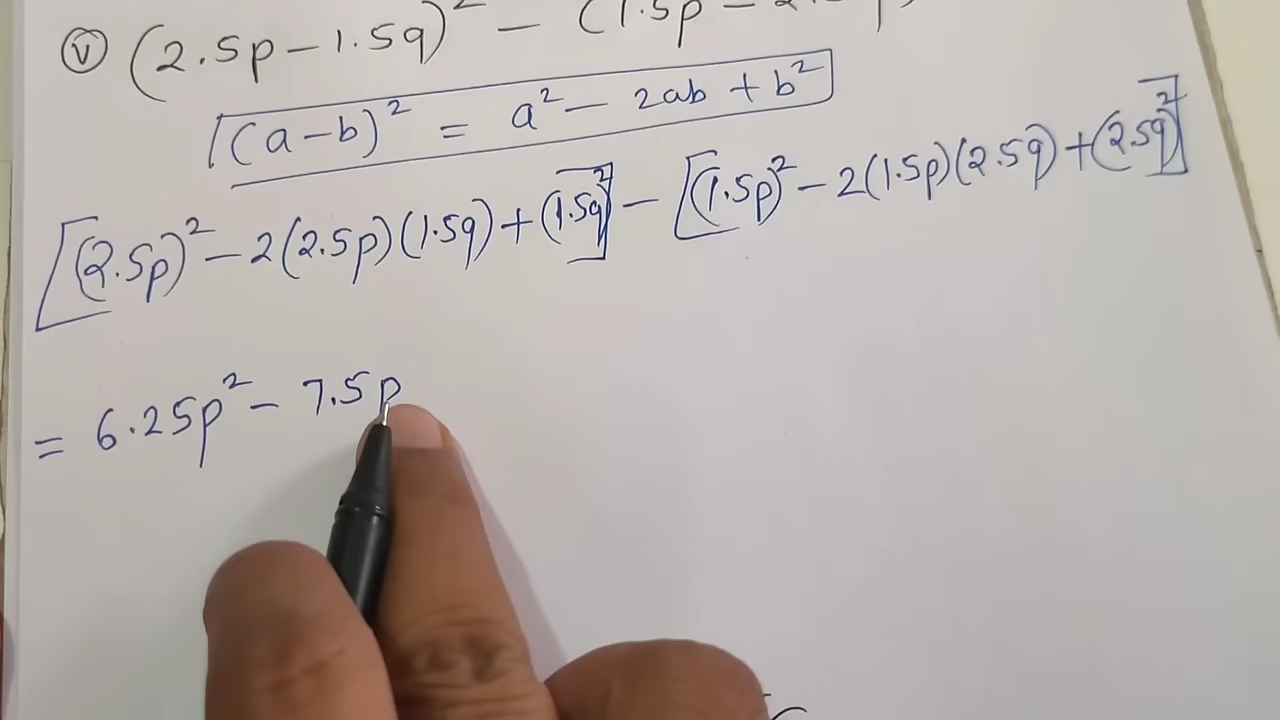 (v) (2.5p - 1.5q)² - (1.5p -
(a-b)² = a² - 2ab + b²
[(2.5p)² - 2(2.5p)(1.5q) + (1.5q)²] - [(1.5p)² - 2(1.5p)(2.5q) + (2.5q)²]
= 6.25p² - 7.5p